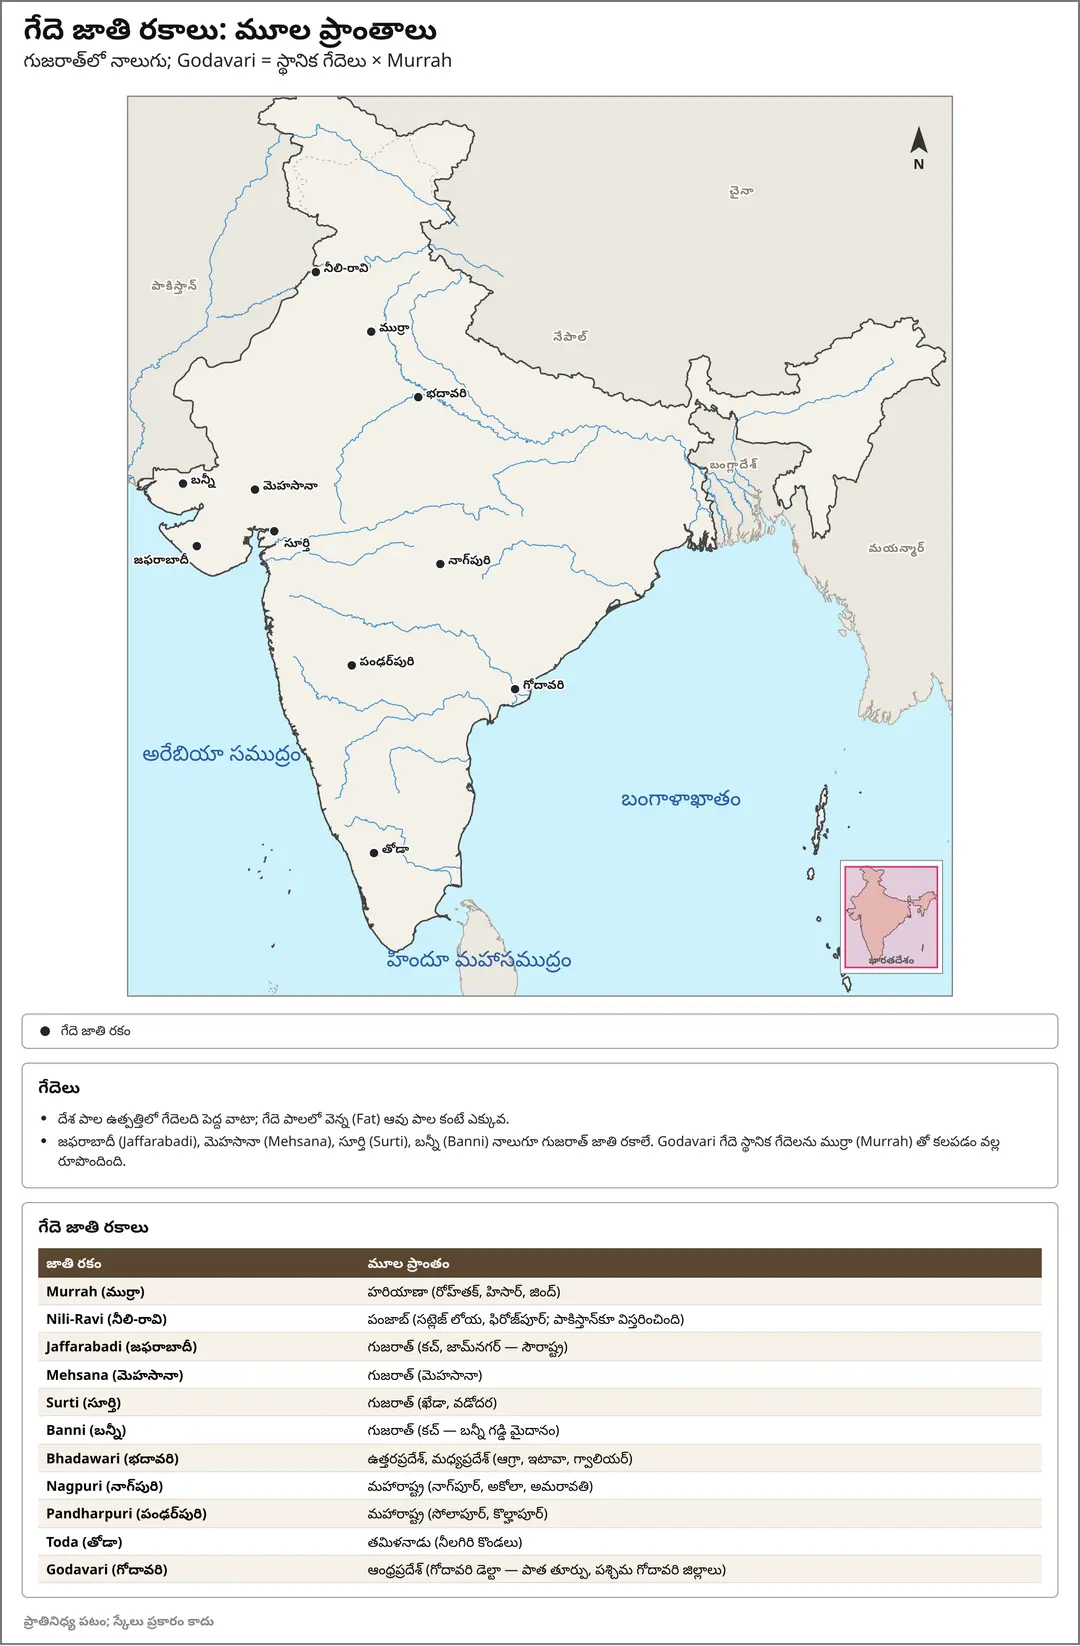 గేదె జాతి రకాలు: మూల ప్రాంతాలు
గుజరాత్‌లో నాలుగు; Godavari = స్థానిక గేదెలు × Murrah
N
చైనా
పాకిస్తాన్
నీలి-రావి
ముర్రా
నేపాల్
భదావరి
బంగ్లాదేశ్
బన్నీ
మెహసానా
సూర్తి
జఫరాబాదీ
నాగ్‌పురి
మయన్మార్
పంఢర్‌పురి
గోదావరి
అరేబియా సముద్రం
బంగాళాఖాతం
తోడా
హిందూ మహాసముద్రం
భారతదేశం
గేదె జాతి రకం
గేదెలు
• దేశ పాల ఉత్పత్తిలో గేదెలది పెద్ద వాటా; గేదె పాలలో వెన్న (Fat) ఆవు పాల కంటే ఎక్కువ.
• జఫరాబాదీ (Jaffarabadi), మెహసానా (Mehsana), సూర్తి (Surti), బన్నీ (Banni) నాలుగూ గుజరాత్ జాతి రకాలే. Godavari గేదె స్థానిక గేదెలను ముర్రా (Murrah) తో కలపడం వల్ల
రూపొందింది.
గేదె జాతి రకాలు
జాతి రకం మూల ప్రాంతం
Murrah (ముర్రా) హరియాణా (రోహ్‌తక్, హిసార్, జింద్)
Nili-Ravi (నీలి-రావి) పంజాబ్ (సట్లెజ్ లోయ, ఫిరోజ్‌పూర్; పాకిస్తాన్‌కూ విస్తరించింది)
Jaffarabadi (జఫరాబాదీ) గుజరాత్ (కచ్, జామ్‌నగర్ — సౌరాష్ట్ర)
Mehsana (మెహసానా) గుజరాత్ (మెహసానా)
Surti (సూర్తి) గుజరాత్ (ఖేడా, వడోదర)
Banni (బన్నీ) గుజరాత్ (కచ్ — బన్నీ గడ్డి మైదానం)
Bhadawari (భదావరి) ఉత్తరప్రదేశ్, మధ్యప్రదేశ్ (ఆగ్రా, ఇటావా, గ్వాలియర్)
Nagpuri (నాగ్‌పురి) మహారాష్ట్ర (నాగ్‌పూర్, అకోలా, అమరావతి)
Pandharpuri (పంఢర్‌పురి) మహారాష్ట్ర (సోలాపూర్, కొల్హాపూర్)
Toda (తోడా) తమిళనాడు (నీలగిరి కొండలు)
Godavari (గోదావరి) ఆంధ్రప్రదేశ్ (గోదావరి డెల్టా — పాత తూర్పు, పశ్చిమ గోదావరి జిల్లాలు)
ప్రాతినిధ్య పటం; స్కేలు ప్రకారం కాదు